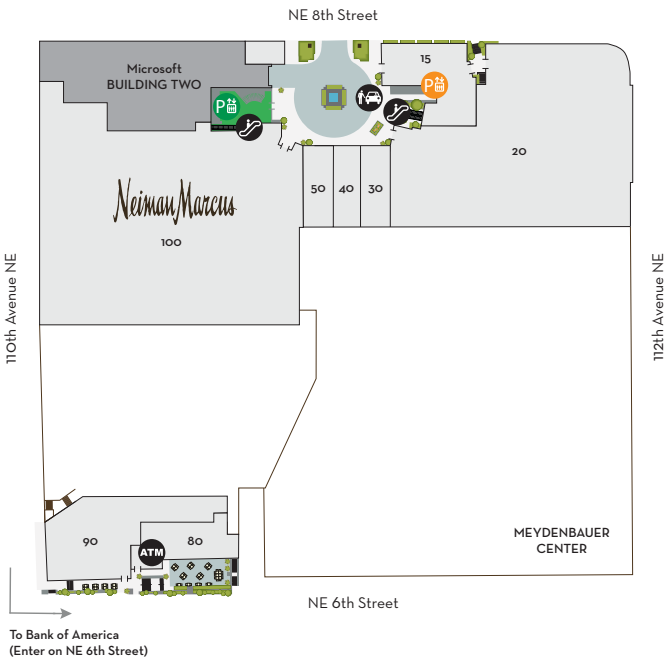 NE 8th Street
Microsoft
BUILDING TWO
15
P
P
20
50
40
30
Neiman Marcus
100
110th Avenue NE
112th Avenue NE
MEYDENBAUER
CENTER
90
ATM
80
NE 6th Street
To Bank of America
(Enter on NE 6th Street)